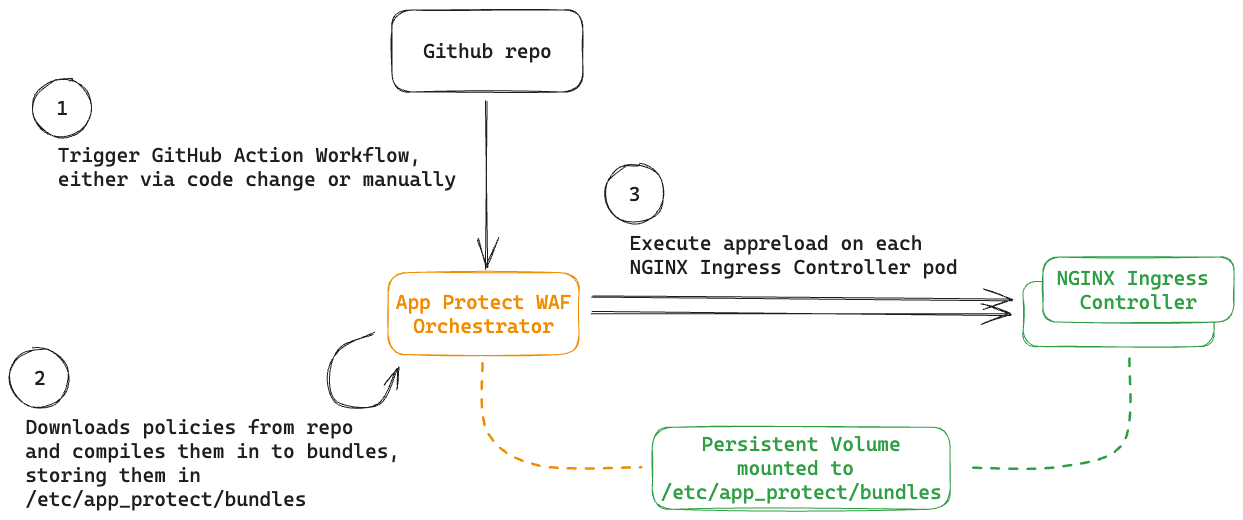 Github repo
1
Trigger GitHub Action Workflow,
either via code change or manually
3
Execute appreload on each
NGINX Ingress Controller pod
App Protect WAF
Orchestrator
NGINX Ingress
Controller
2
Downloads policies from repo
and compiles them in to bundles,
storing them in
/etc/app_protect/bundles
Persistent Volume
mounted to
/etc/app_protect/bundles